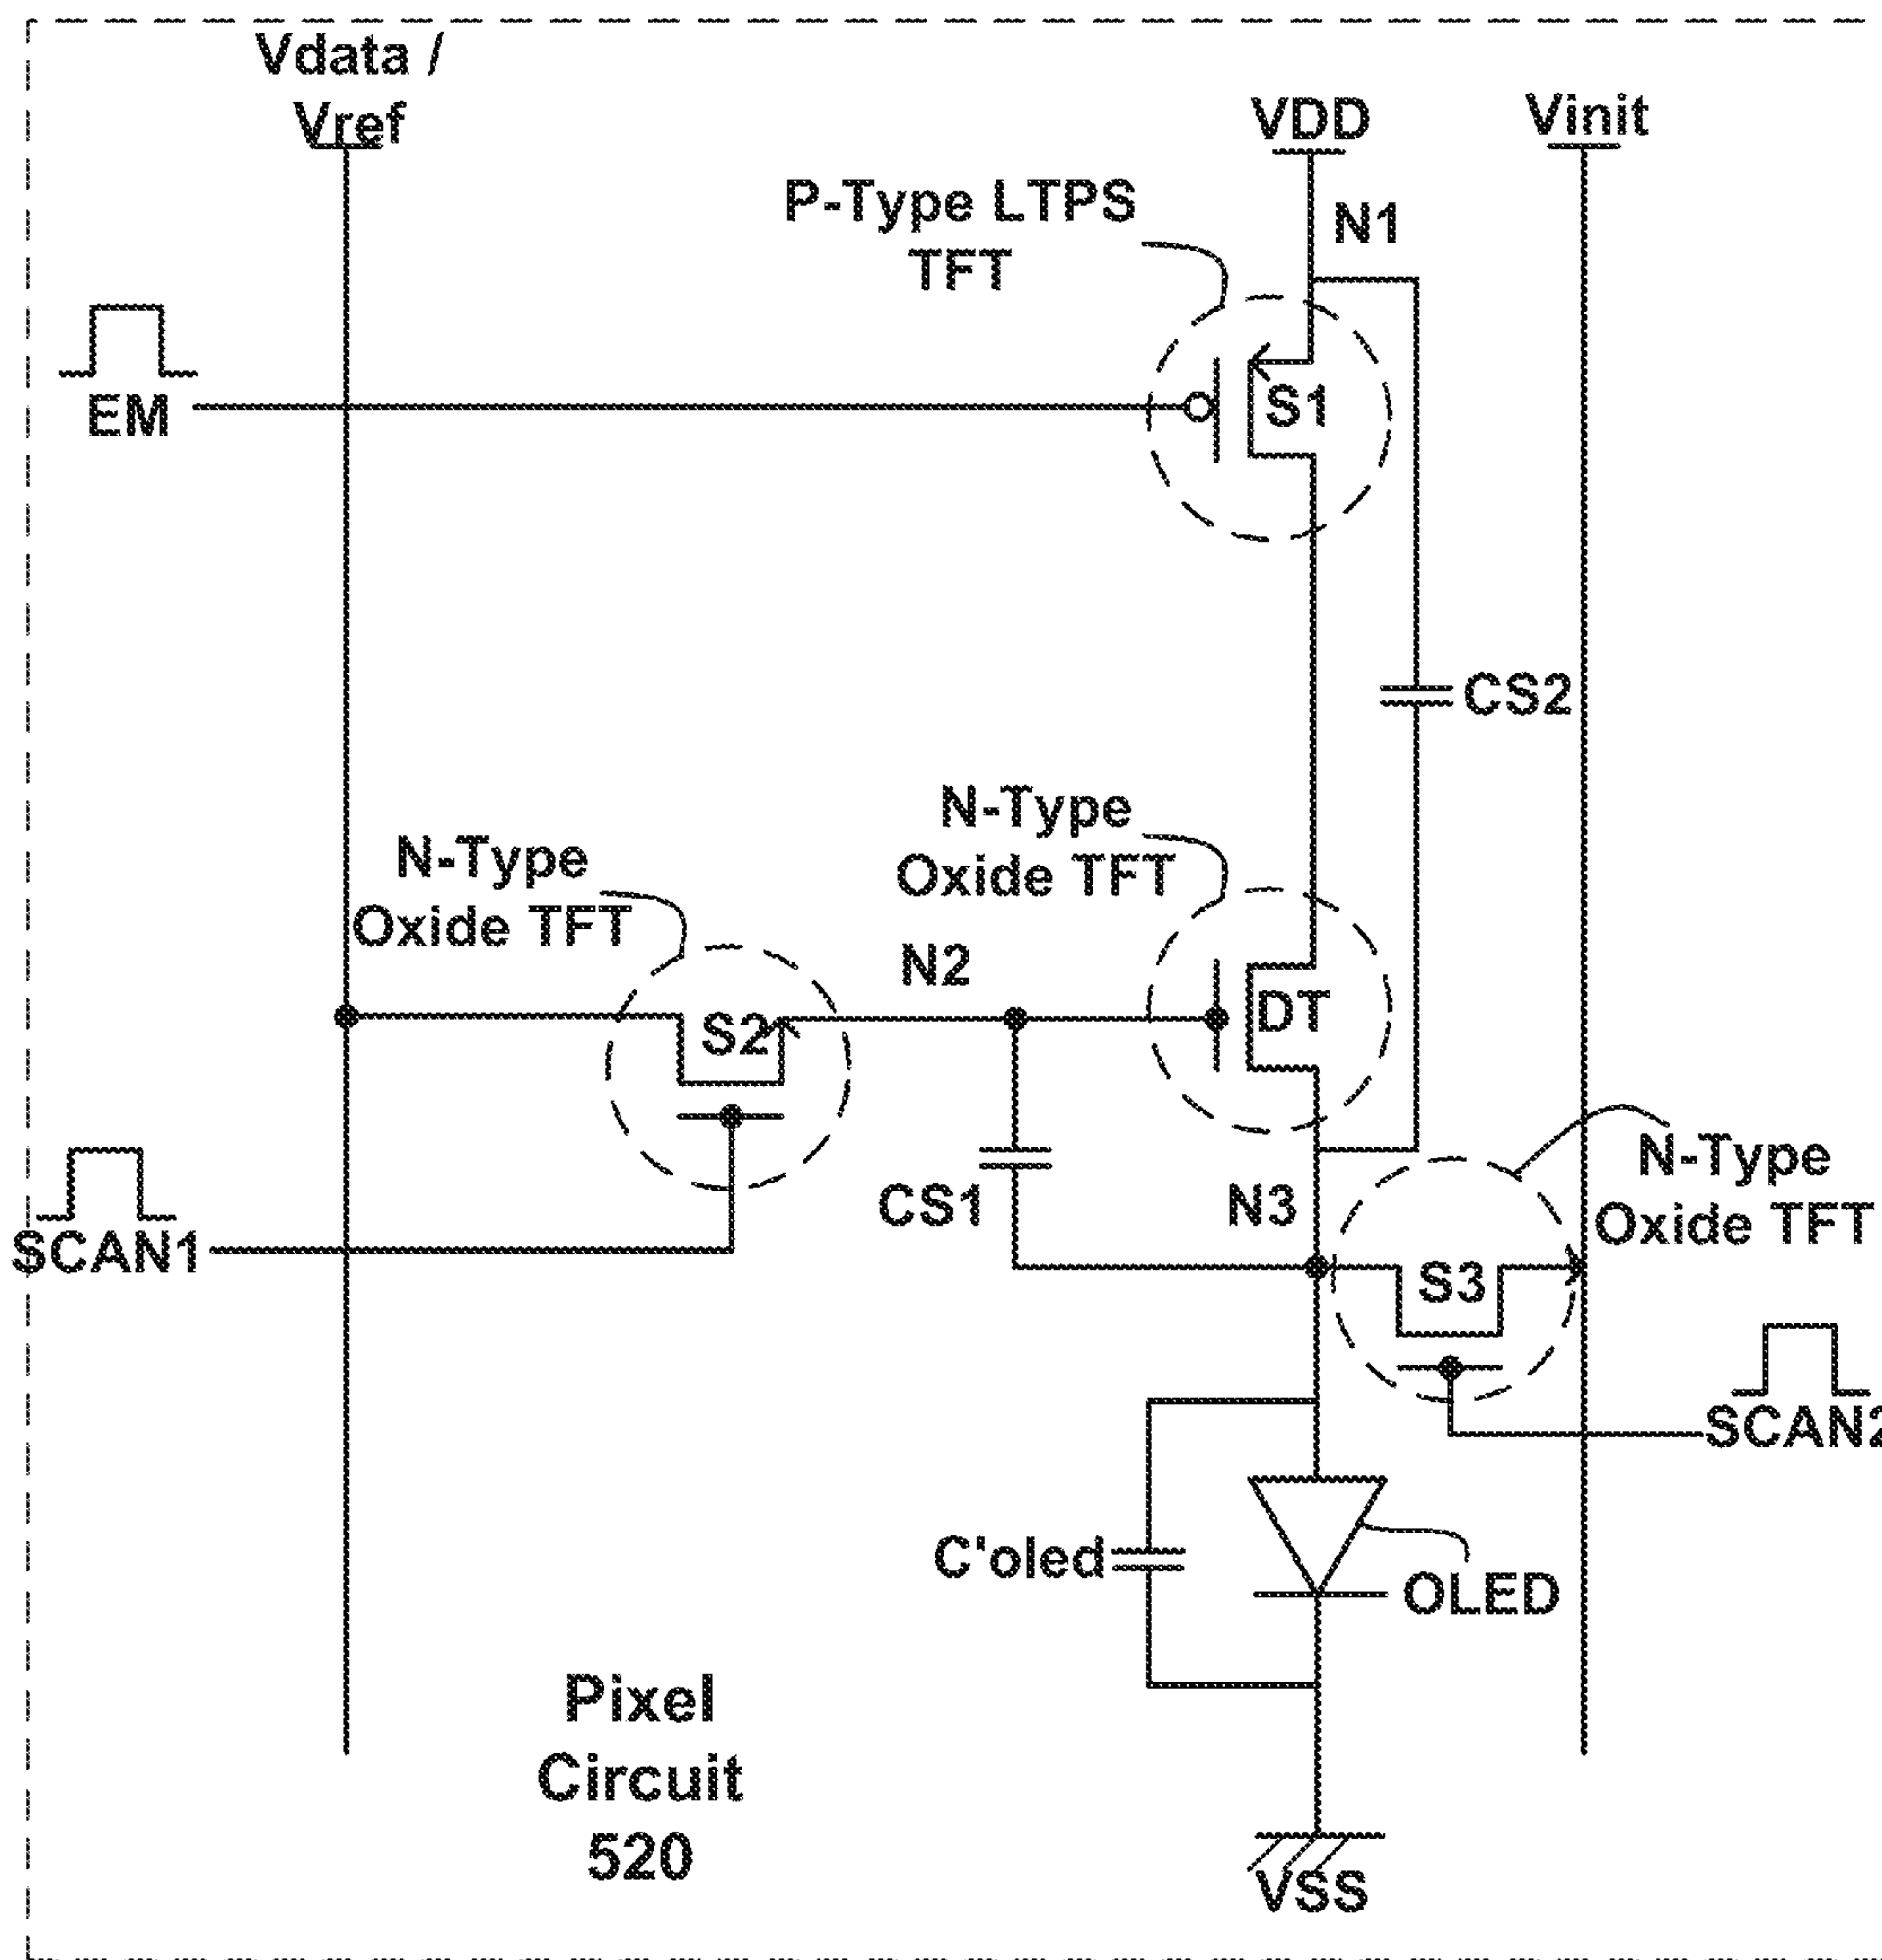 Vdata /
Vref
VDD
Vinit
P-Type LTPS
TFT
N1
EM
S1
CS2
N-Type
Oxide TFT
N-Type
Oxide TFT
N2
S2
DT
CS1
N3
N-Type
Oxide TFT
SCAN1
S3
SCAN2
C'oled
OLED
Pixel
Circuit
520
VSS